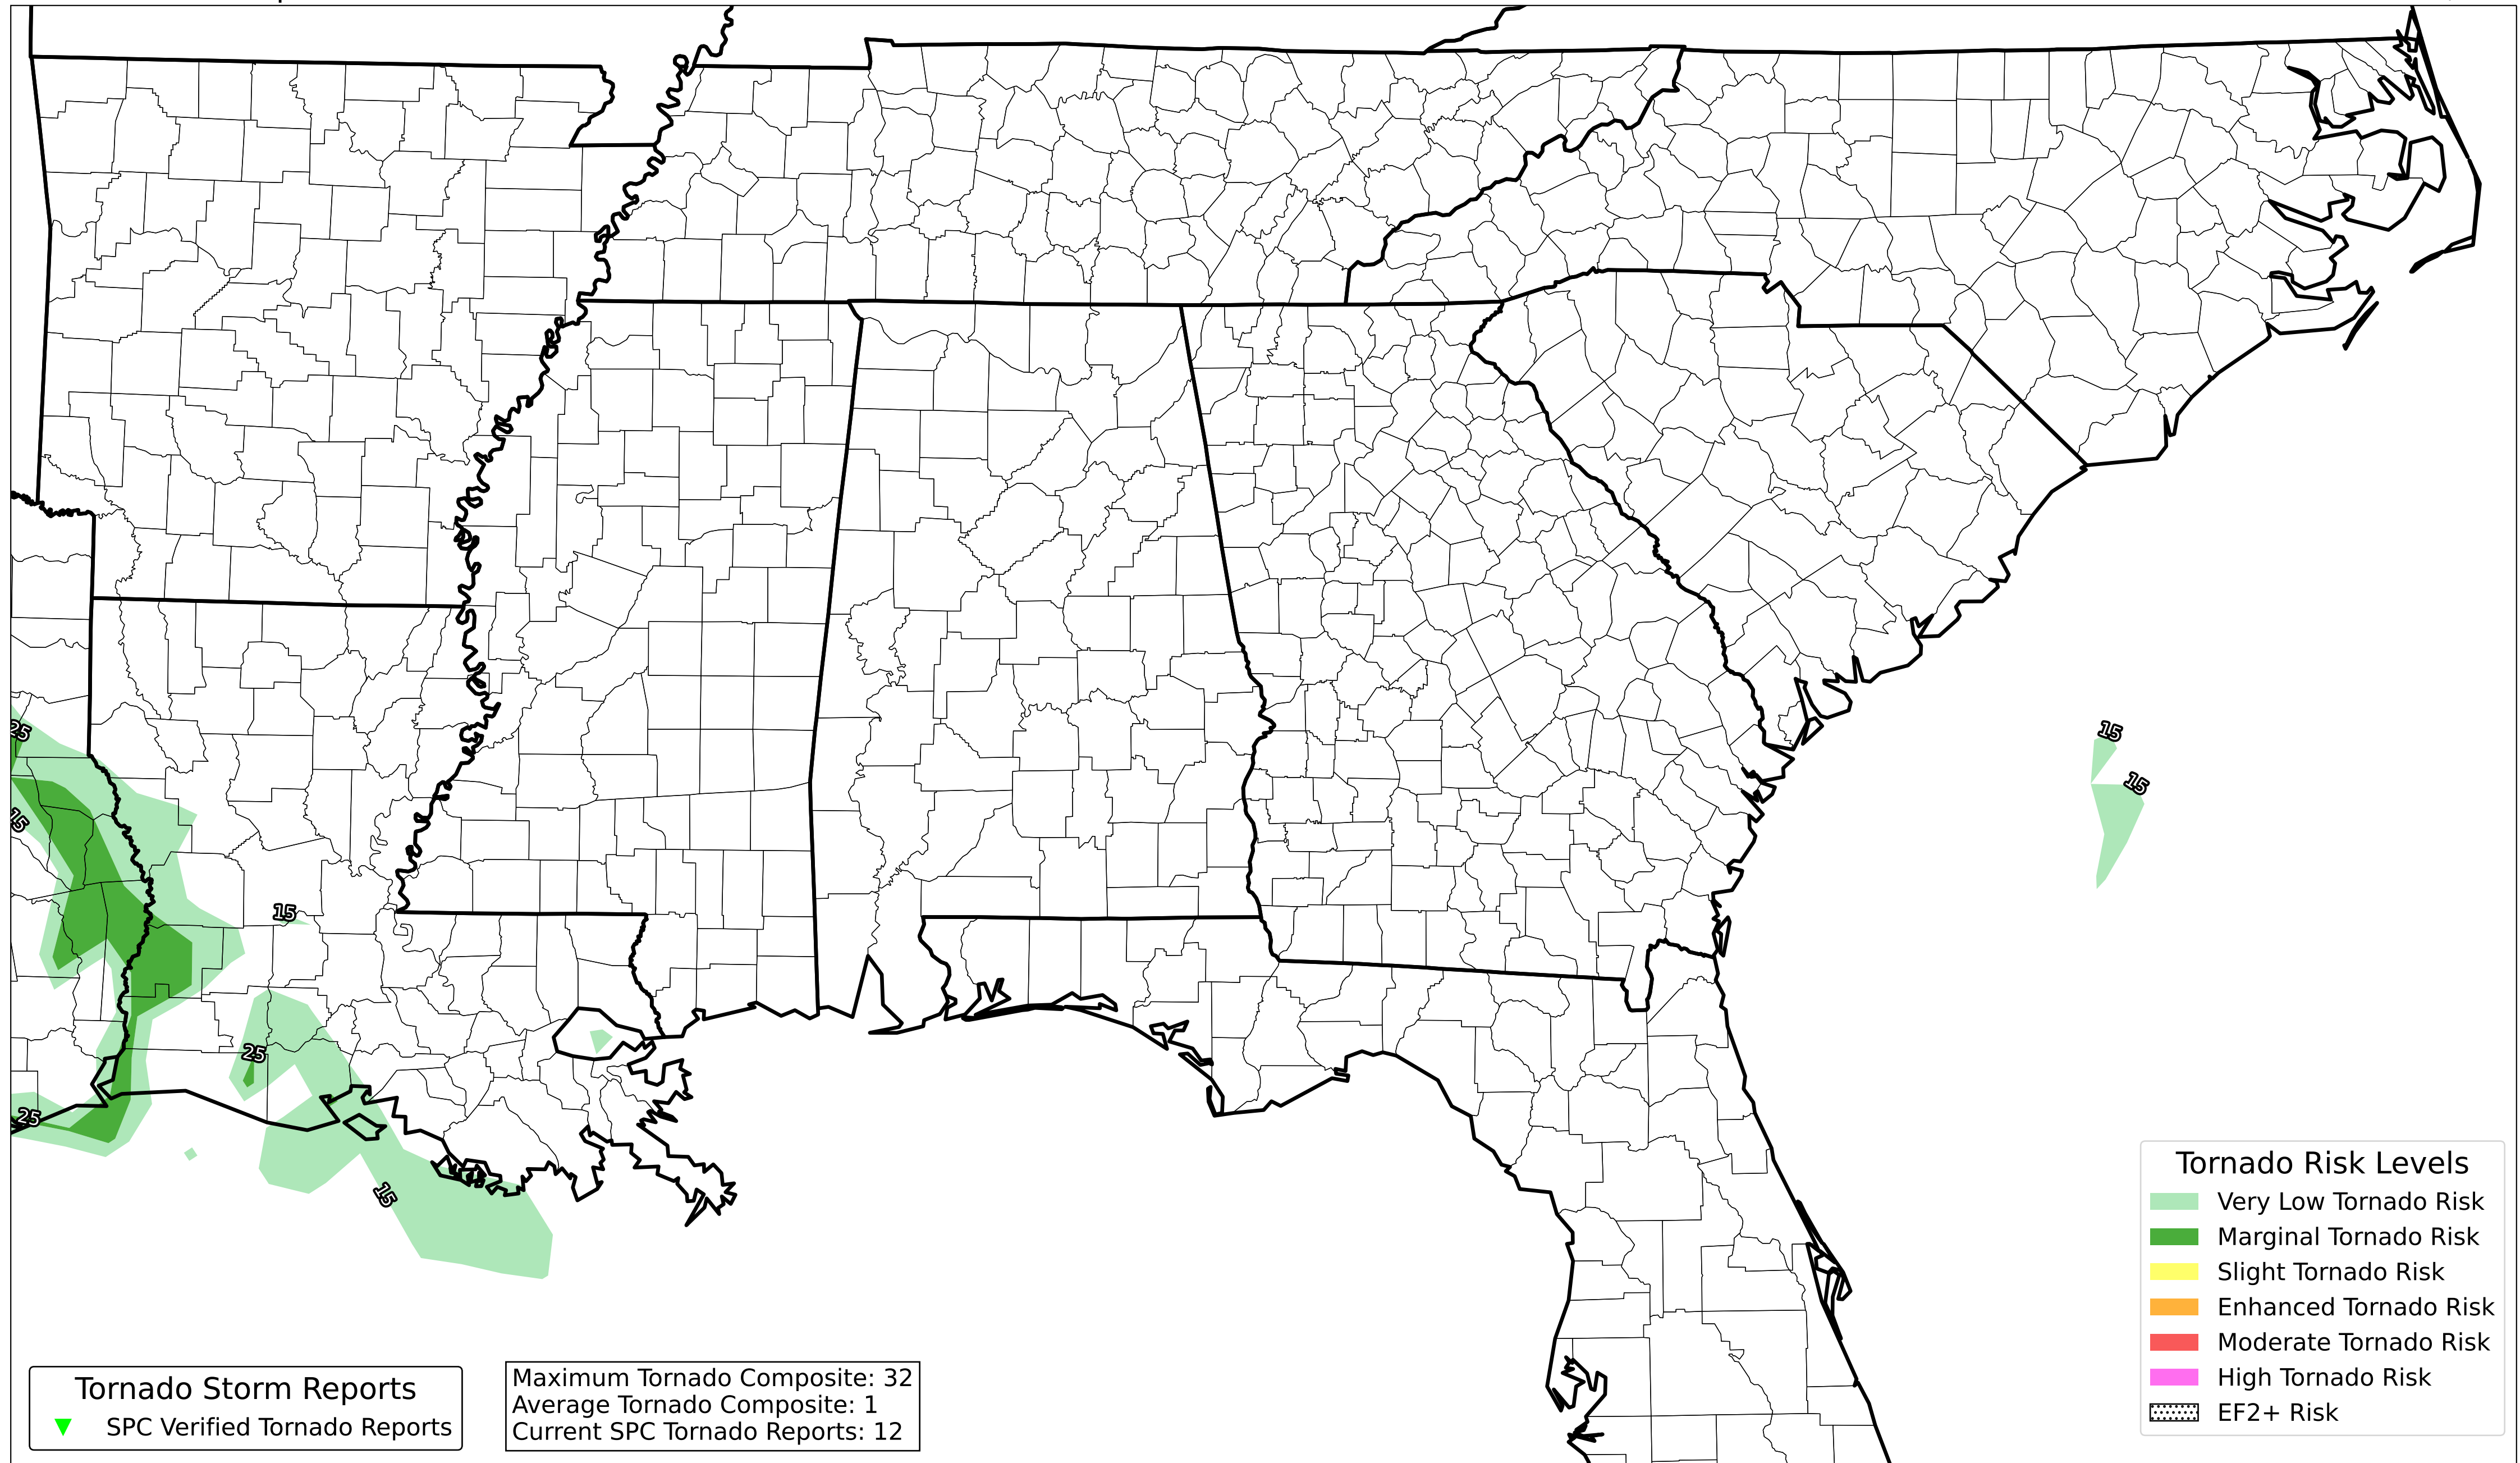 15
25
15
15
15
25
25
15
Tornado Risk Levels
Very Low Tornado Risk
Marginal Tornado Risk
Slight Tornado Risk
Enhanced Tornado Risk
Moderate Tornado Risk
High Tornado Risk
EF2+ Risk
Tornado Storm Reports
SPC Verified Tornado Reports
Maximum Tornado Composite: 32
Average Tornado Composite: 1
Current SPC Tornado Reports: 12